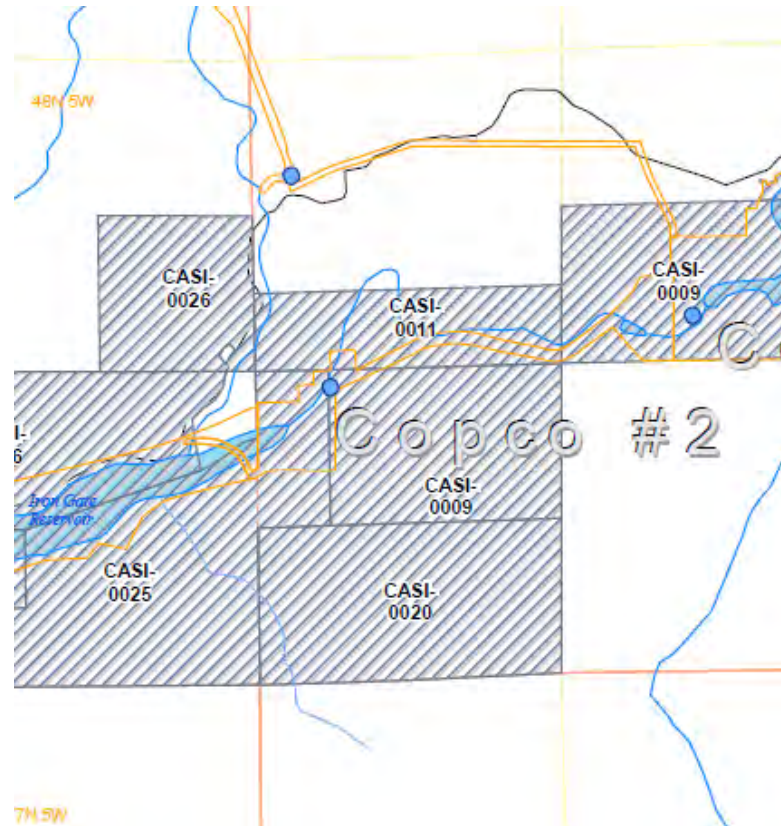 48N 5W
CASI-
0026
CASI-
0009
CASI-
0011
C
I-
6
Copco #2
CASI-
0009
Iron Gate
Reservoir
CASI-
0025
CASI-
0020
7N 5W